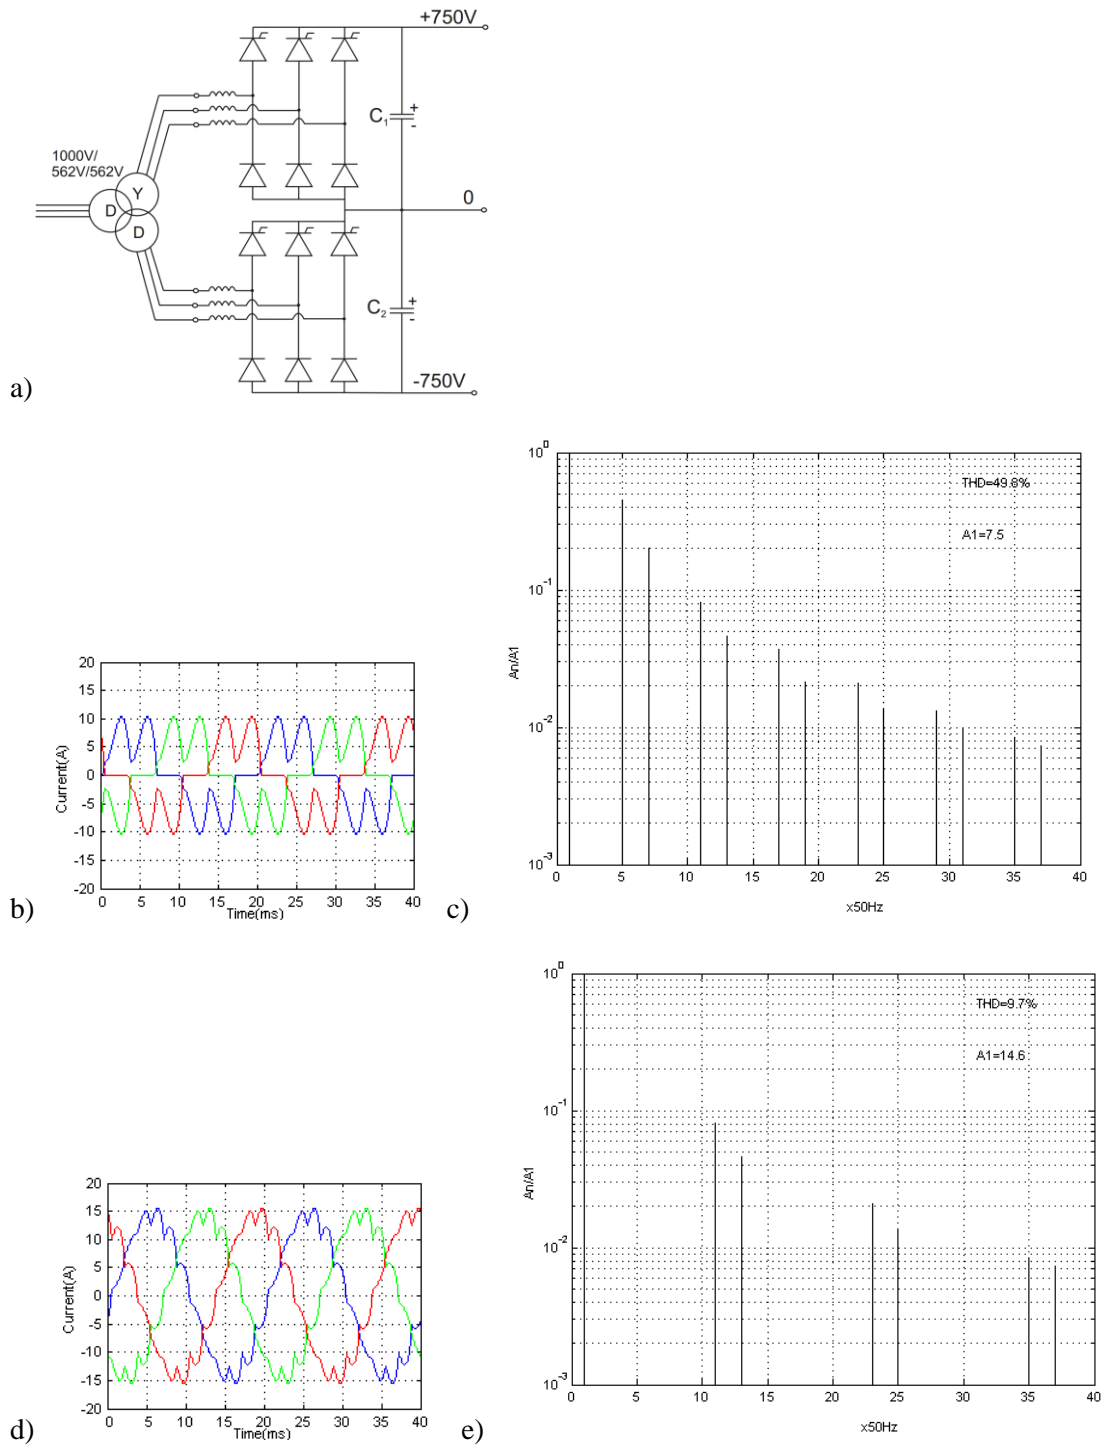 +750V
C1
+
-
1000V/
562V/562V
Y
D
D
0
C2
+
-
-750V
a)
10^0
10^-1
10^-2
10^-3
An/A1
THD=49.8%
A1=7.5
0 5 10 15 20 25 30 35 40
x50Hz
20
15
10
5
0
-5
-10
-15
-20
Current(A)
0 5 10 15 20 25 30 35 40
Time(ms)
b)
c)
10^0
10^-1
10^-2
10^-3
An/A1
THD=9.7%
A1=14.6
0 5 10 15 20 25 30 35 40
x50Hz
20
15
10
5
0
-5
-10
-15
-20
Current(A)
0 5 10 15 20 25 30 35 40
Time(ms)
d)
e)